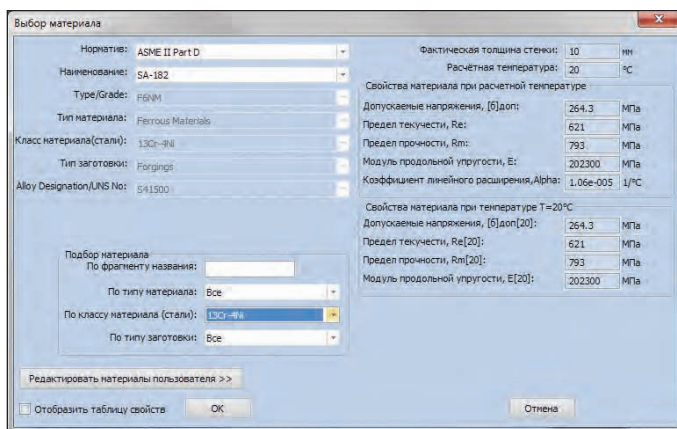 Выбор материала
Норматив: ASME II Part D
Наименование: SA-182
Type/Grade: F6NM
Тип материала: Ferrous Materials
Класс материала(стали): 13Cr-4Ni
Тип заготовки: Forgings
Alloy Designation/UNS No: S41500
Подбор материала
По фрагменту названия:
По типу материала: Все
По классу материала (стали): 13Cr-4Ni
По типу заготовки: Все
Редактировать материалы пользователя >>
Отобразить таблицу свойств
OK
Фактическая толщина стенки: 10 мм
Расчётная температура: 20 °C
Свойства материала при расчетной температуре
Допускаемые напряжения, [б]доп: 264.3 МПа
Предел текучести, Re: 621 МПа
Предел прочности, Rm: 793 МПа
Модуль продольной упругости, E: 202300 МПа
Коэффициент линейного расширения,Alpha: 1.06e-005 1/°C
Свойства материала при температуре T=20°C
Допускаемые напряжения, [б]доп[20]: 264.3 МПа
Предел текучести, Re[20]: 621 МПа
Предел прочности, Rm[20]: 793 МПа
Модуль продольной упругости, E[20]: 202300 МПа
Отмена